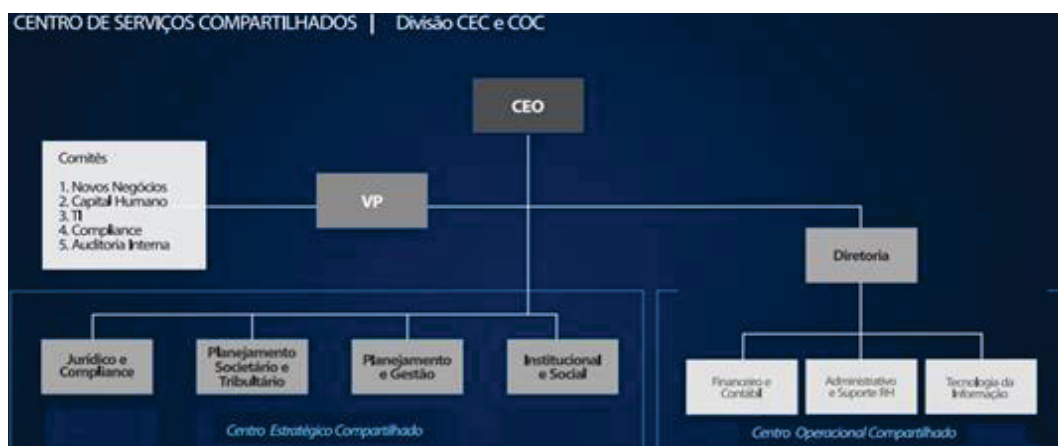 CENTRO DE SERVIÇOS COMPARTILHADOS | Divisão CEC e COC
CEO
Comitês
1. Novos Negócios
2. Capital Humano
3. TI
4. Compliance
5. Auditoria Interna
VP
Diretoria
Jurídico e
Compliance
Planejamento
Societário e
Tributário
Planejamento
e Gestão
Institucional
e Social
Financeiro e
Contábil
Administrativo
e Suporte RH
Tecnologia da
Informação
Centro Estratégico Compartilhado
Centro Operacional Compartilhado